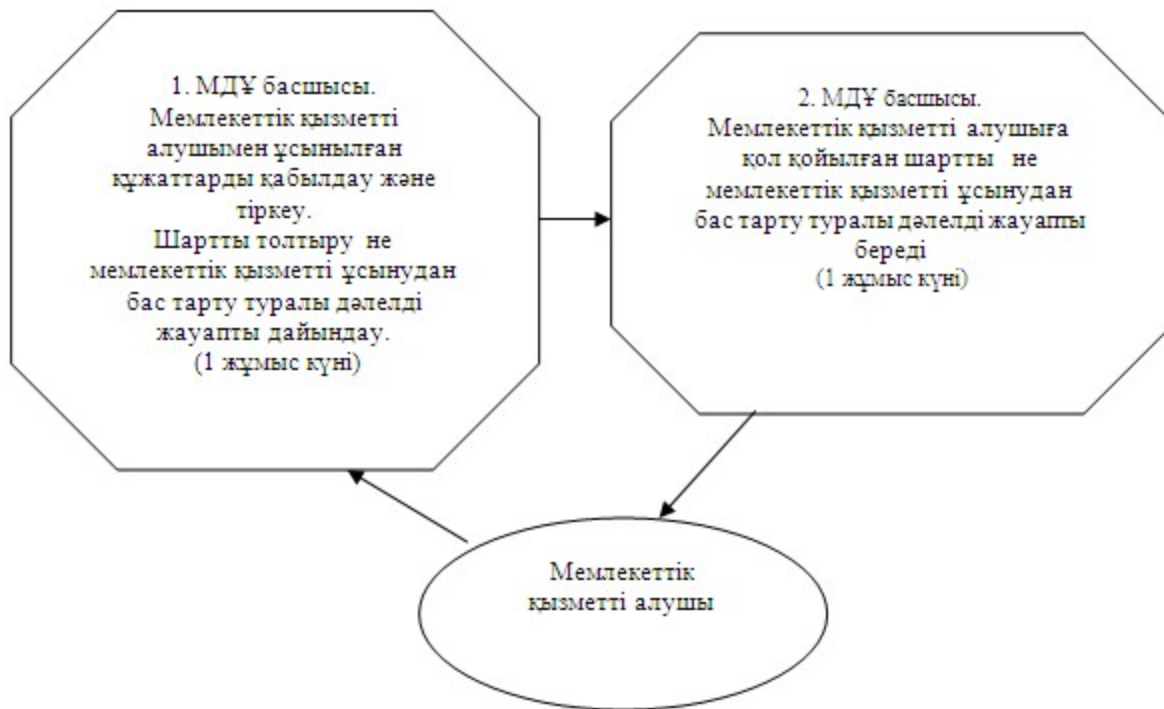 1. МДҰ басшысы.
Мемлекеттік қызметті
алушымен ұсынылған
құжаттарды қабылдау және
тіркеу.
Шартты толтыру не
мемлекеттік қызметті ұсынудан
бас тарту туралы дәлелді
жауапты дайындау.
(1 жұмыс күні)
2. МДҰ басшысы.
Мемлекеттік қызметті алушыға
қол қойылған шартты не
мемлекеттік қызметті ұсынудан
бас тарту туралы дәлелді жауапты
береді
(1 жұмыс күні)
Мемлекеттік
қызметті алушы